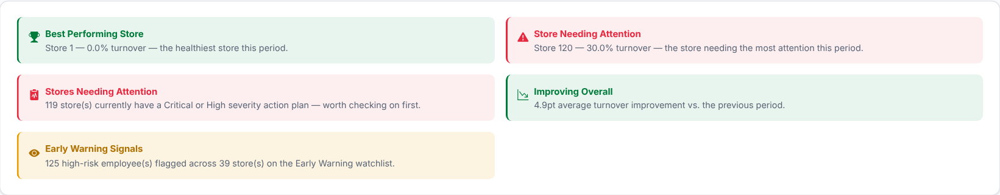 Best Performing Store
Store 1 — 0.0% turnover — the healthiest store this period.
Store Needing Attention
Store 120 — 30.0% turnover — the store needing the most attention this period.
Stores Needing Attention
119 store(s) currently have a Critical or High severity action plan — worth checking on first.
Improving Overall
4.9pt average turnover improvement vs. the previous period.
Early Warning Signals
125 high-risk employee(s) flagged across 39 store(s) on the Early Warning watchlist.